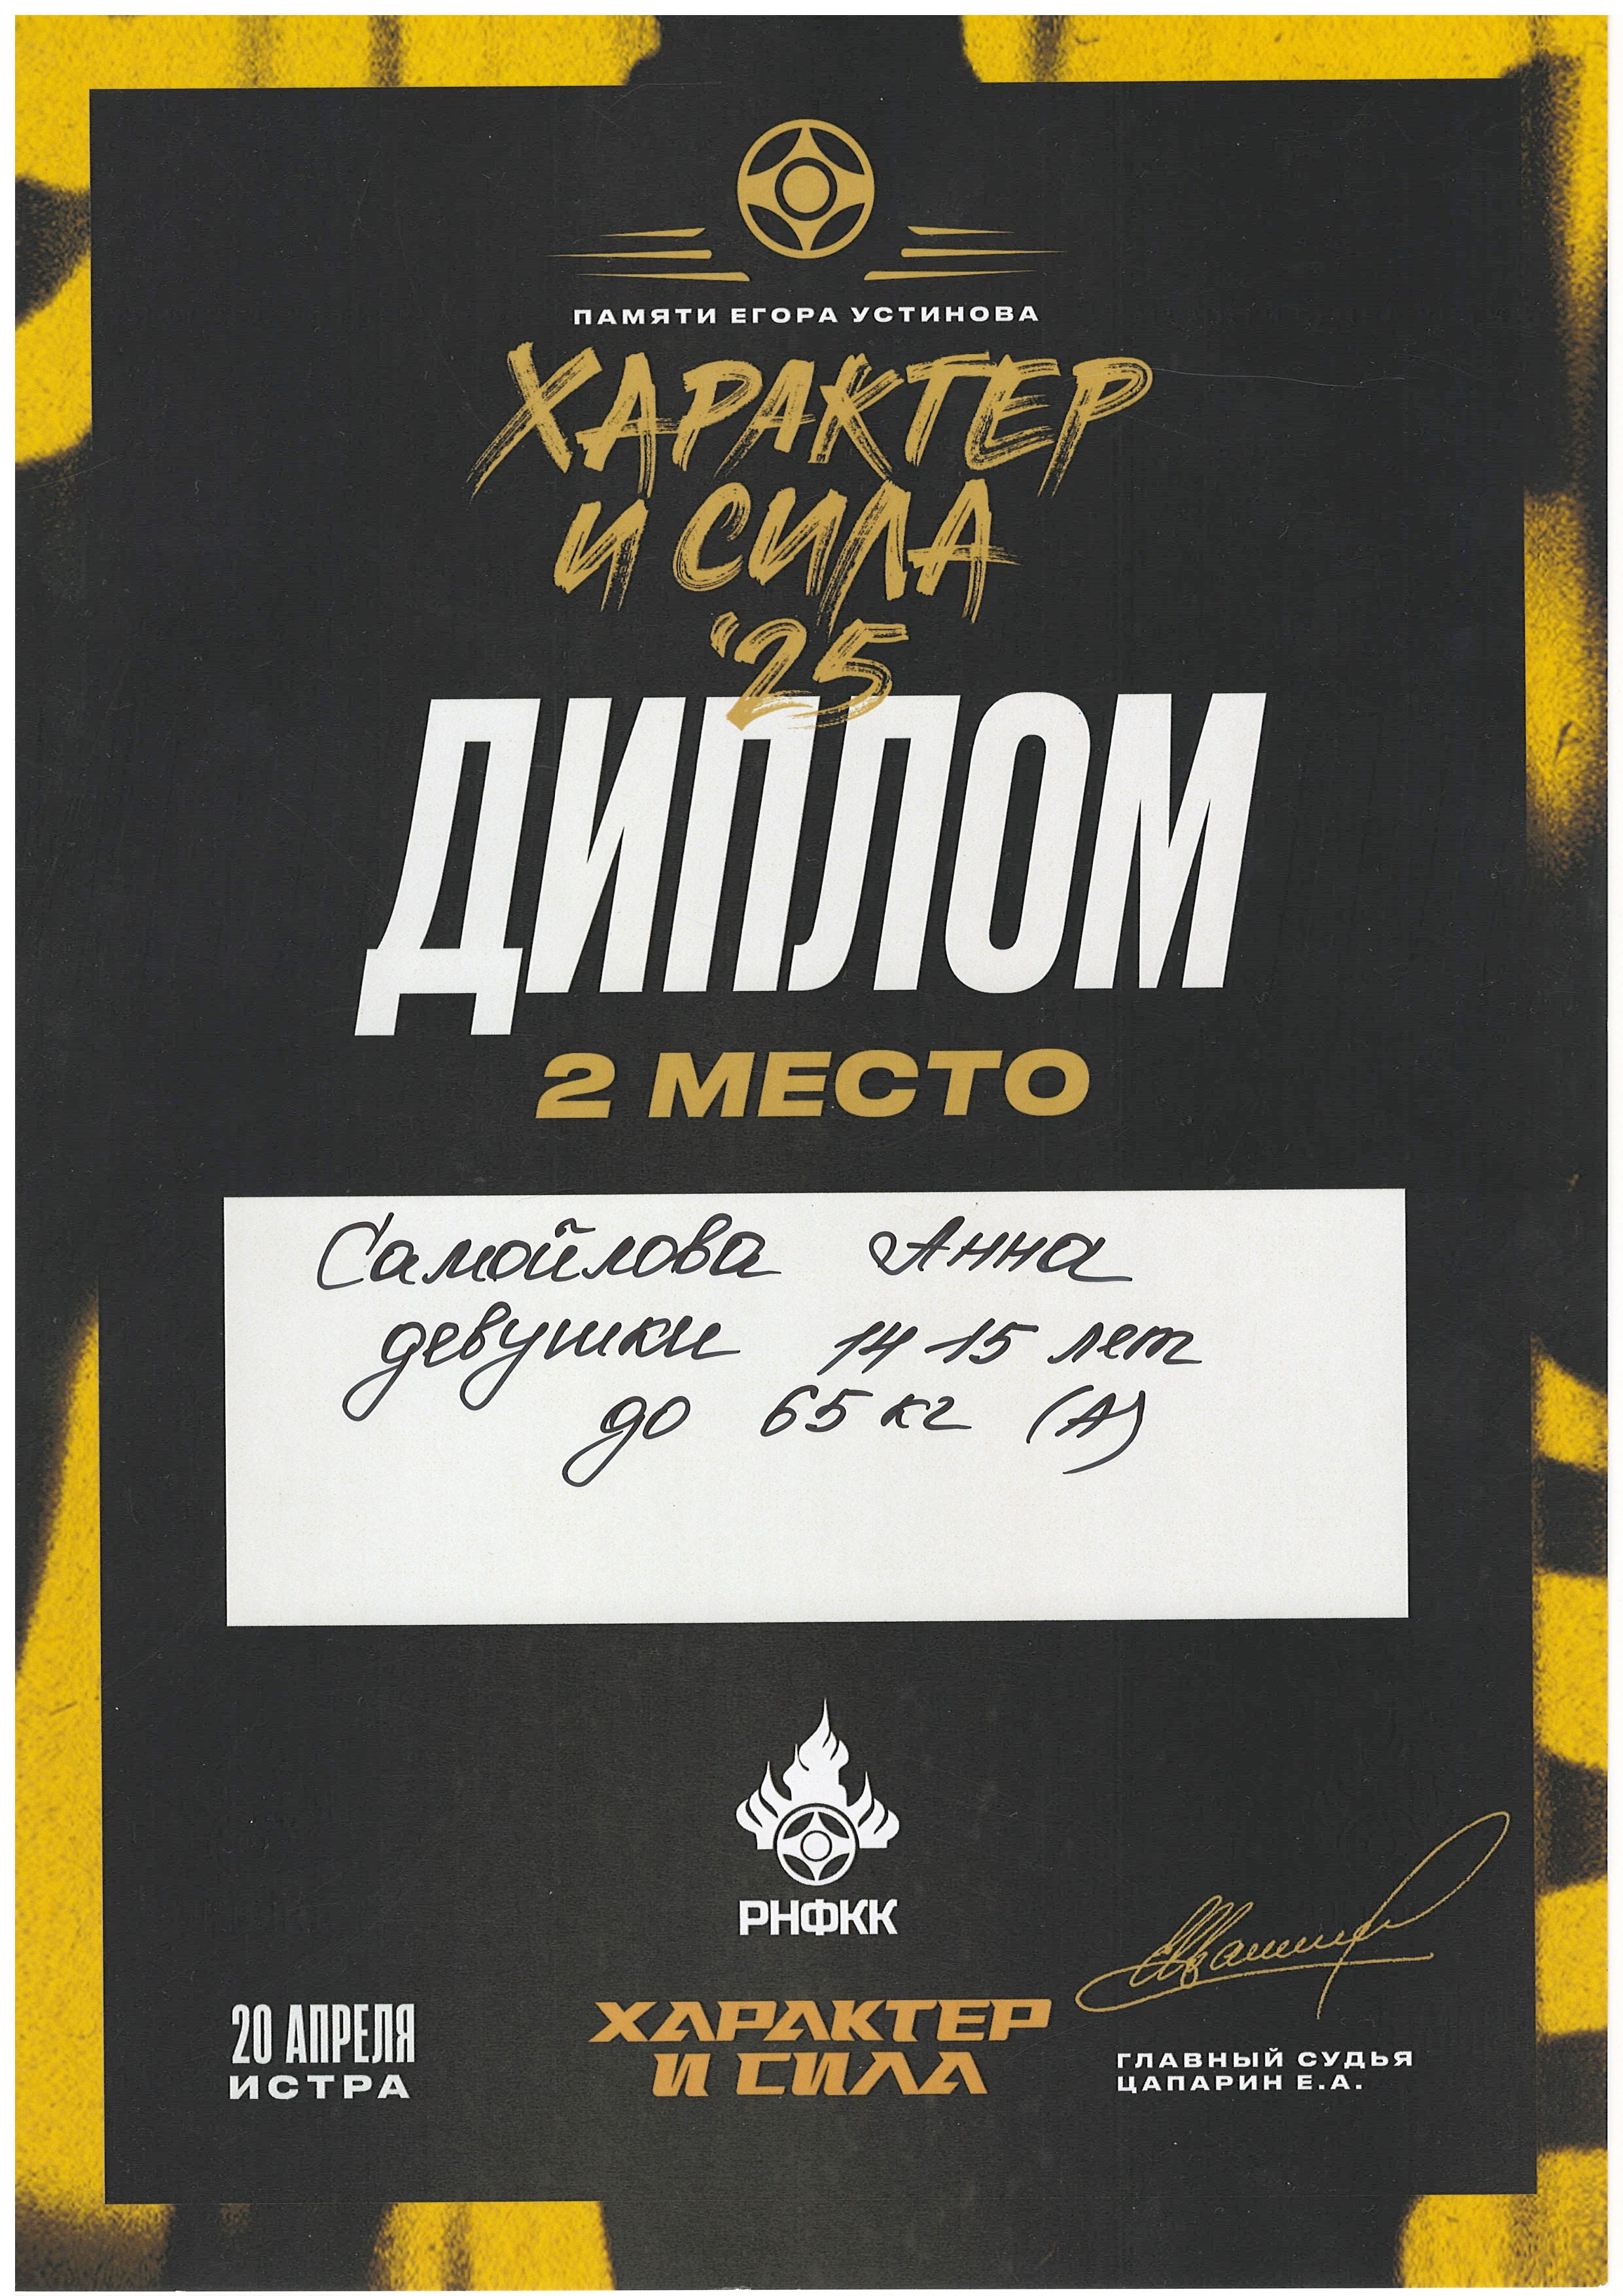 ПАМЯТИ ЕГОРА УСТИНОВА
ХАРАКТЕР
И СИЛА
'25
ДИПЛОМ
2 МЕСТО
Самойлова Анна
девушки 14-15 лет
до 65 кг (А)
РНФКК
20 АПРЕЛЯ
ИСТРА
ХАРАКТЕР
И СИЛА
ГЛАВНЫЙ СУДЬЯ
ЦАПАРИН Е.А.